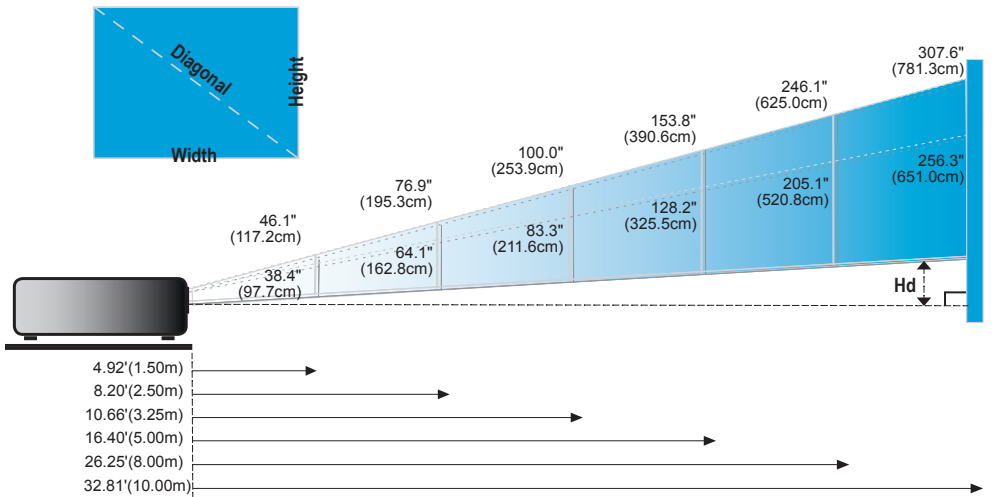 Diagonal
Height
Width
307.6"
(781.3cm)
246.1"
(625.0cm)
153.8"
(390.6cm)
100.0"
(253.9cm)
76.9"
(195.3cm)
46.1"
(117.2cm)
256.3"
(651.0cm)
205.1"
(520.8cm)
128.2"
(325.5cm)
83.3"
(211.6cm)
64.1"
(162.8cm)
38.4"
(97.7cm)
Hd
4.92'(1.50m)
8.20'(2.50m)
10.66'(3.25m)
16.40'(5.00m)
26.25'(8.00m)
32.81'(10.00m)